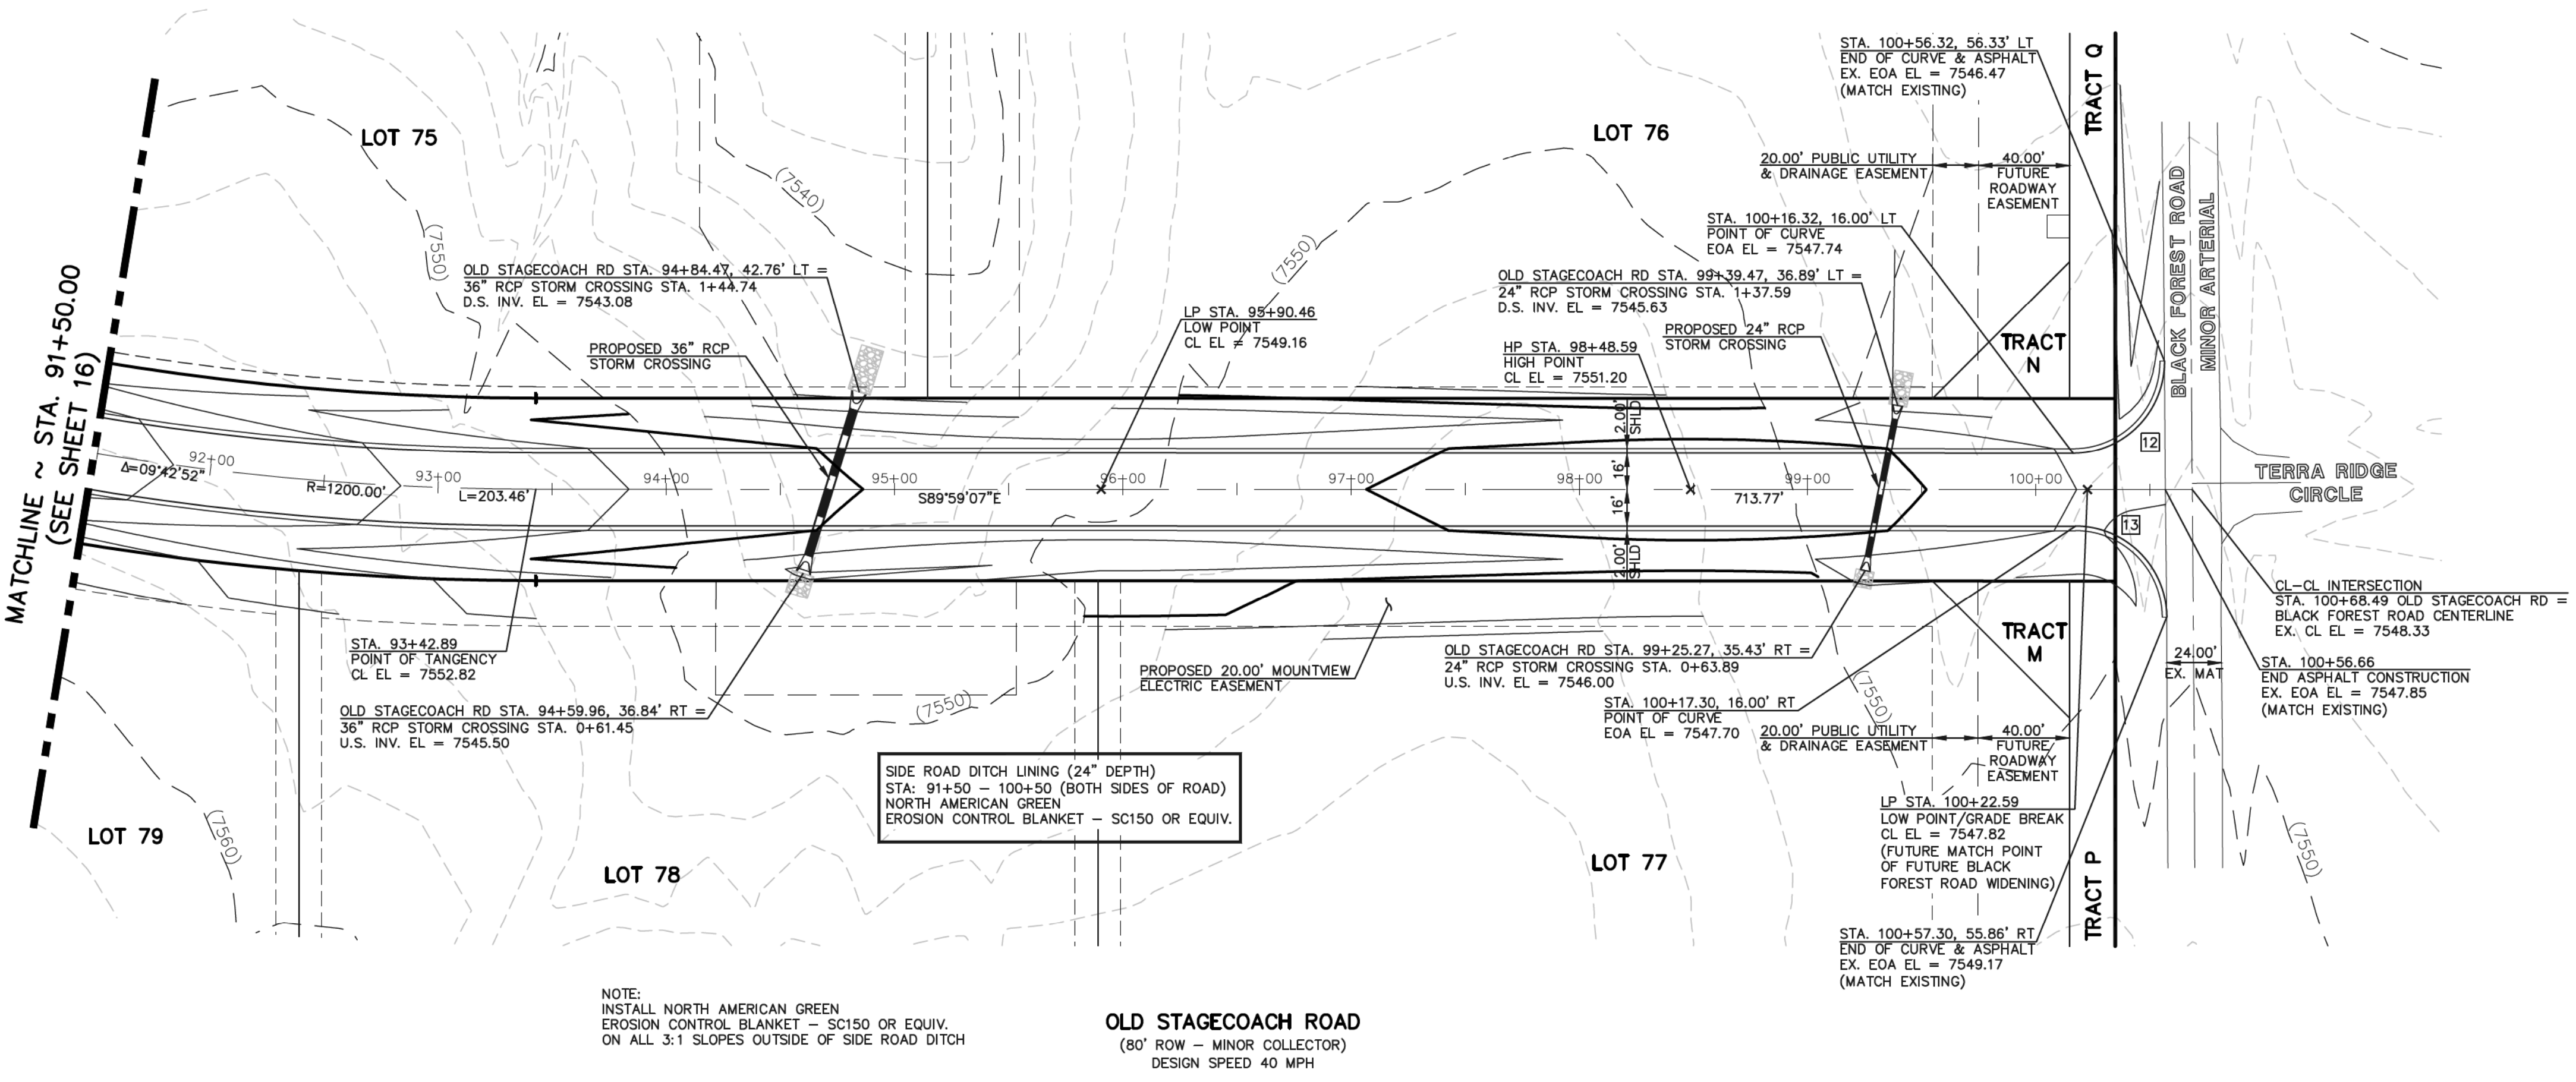 STA. 100+56.32, 56.33' LT
END OF CURVE & ASPHALT
EX. EOA EL = 7546.47
(MATCH EXISTING)
TRACT Q
LOT 75
LOT 76
20.00' PUBLIC UTILITY
& DRAINAGE EASEMENT
40.00'
FUTURE
ROADWAY
EASEMENT
(7540)
(7550)
(7550)
STA. 100+16.32, 16.00' LT
POINT OF CURVE
EOA EL = 7547.74
BLACK FOREST ROAD
MINOR ARTERIAL
OLD STAGECOACH RD STA. 94+84.47, 42.76' LT =
36" RCP STORM CROSSING STA. 1+44.74
D.S. INV. EL = 7543.08
OLD STAGECOACH RD STA. 99+39.47, 36.89' LT =
24" RCP STORM CROSSING STA. 1+37.59
D.S. INV. EL = 7545.63
LP STA. 95+90.46
LOW POINT
CL EL = 7549.16
PROPOSED 24" RCP
STORM CROSSING
PROPOSED 36" RCP
STORM CROSSING
HP STA. 98+48.59
HIGH POINT
CL EL = 7551.20
TRACT
N
MATCHLINE ~ STA. 91+50.00
(SEE SHEET 16)
2.00'
SHLD
12
92+00
Δ=09°42'52"
93+00
R=1200.00'
L=203.46'
94+00
95+00
S89°59'07"E
96+00
97+00
98+00
16'
16'
99+00
713.77'
100+00
TERRA RIDGE
CIRCLE
13
2.00'
SHLD
CL-CL INTERSECTION
STA. 100+68.49 OLD STAGECOACH RD =
BLACK FOREST ROAD CENTERLINE
EX. CL EL = 7548.33
STA. 93+42.89
POINT OF TANGENCY
CL EL = 7552.82
TRACT
M
PROPOSED 20.00' MOUNTVIEW
ELECTRIC EASEMENT
OLD STAGECOACH RD STA. 99+25.27, 35.43' RT =
24" RCP STORM CROSSING STA. 0+63.89
U.S. INV. EL = 7546.00
24.00'
EX. MAT
STA. 100+56.66
END ASPHALT CONSTRUCTION
EX. EOA EL = 7547.85
(MATCH EXISTING)
OLD STAGECOACH RD STA. 94+59.96, 36.84' RT =
36" RCP STORM CROSSING STA. 0+61.45
U.S. INV. EL = 7545.50
(7550)
(7550)
STA. 100+17.30, 16.00' RT
POINT OF CURVE
EOA EL = 7547.70
20.00' PUBLIC UTILITY
& DRAINAGE EASEMENT
40.00'
FUTURE
ROADWAY
EASEMENT
SIDE ROAD DITCH LINING (24" DEPTH)
STA: 91+50 – 100+50 (BOTH SIDES OF ROAD)
NORTH AMERICAN GREEN
EROSION CONTROL BLANKET – SC150 OR EQUIV.
LP STA. 100+22.59
LOW POINT/GRADE BREAK
CL EL = 7547.82
(FUTURE MATCH POINT
OF FUTURE BLACK
FOREST ROAD WIDENING)
LOT 79
(7560)
LOT 78
LOT 77
TRACT P
(7550)
STA. 100+57.30, 55.86' RT
END OF CURVE & ASPHALT
EX. EOA EL = 7549.17
(MATCH EXISTING)
NOTE:
INSTALL NORTH AMERICAN GREEN
EROSION CONTROL BLANKET – SC150 OR EQUIV.
ON ALL 3:1 SLOPES OUTSIDE OF SIDE ROAD DITCH
OLD STAGECOACH ROAD
(80' ROW – MINOR COLLECTOR)
DESIGN SPEED 40 MPH